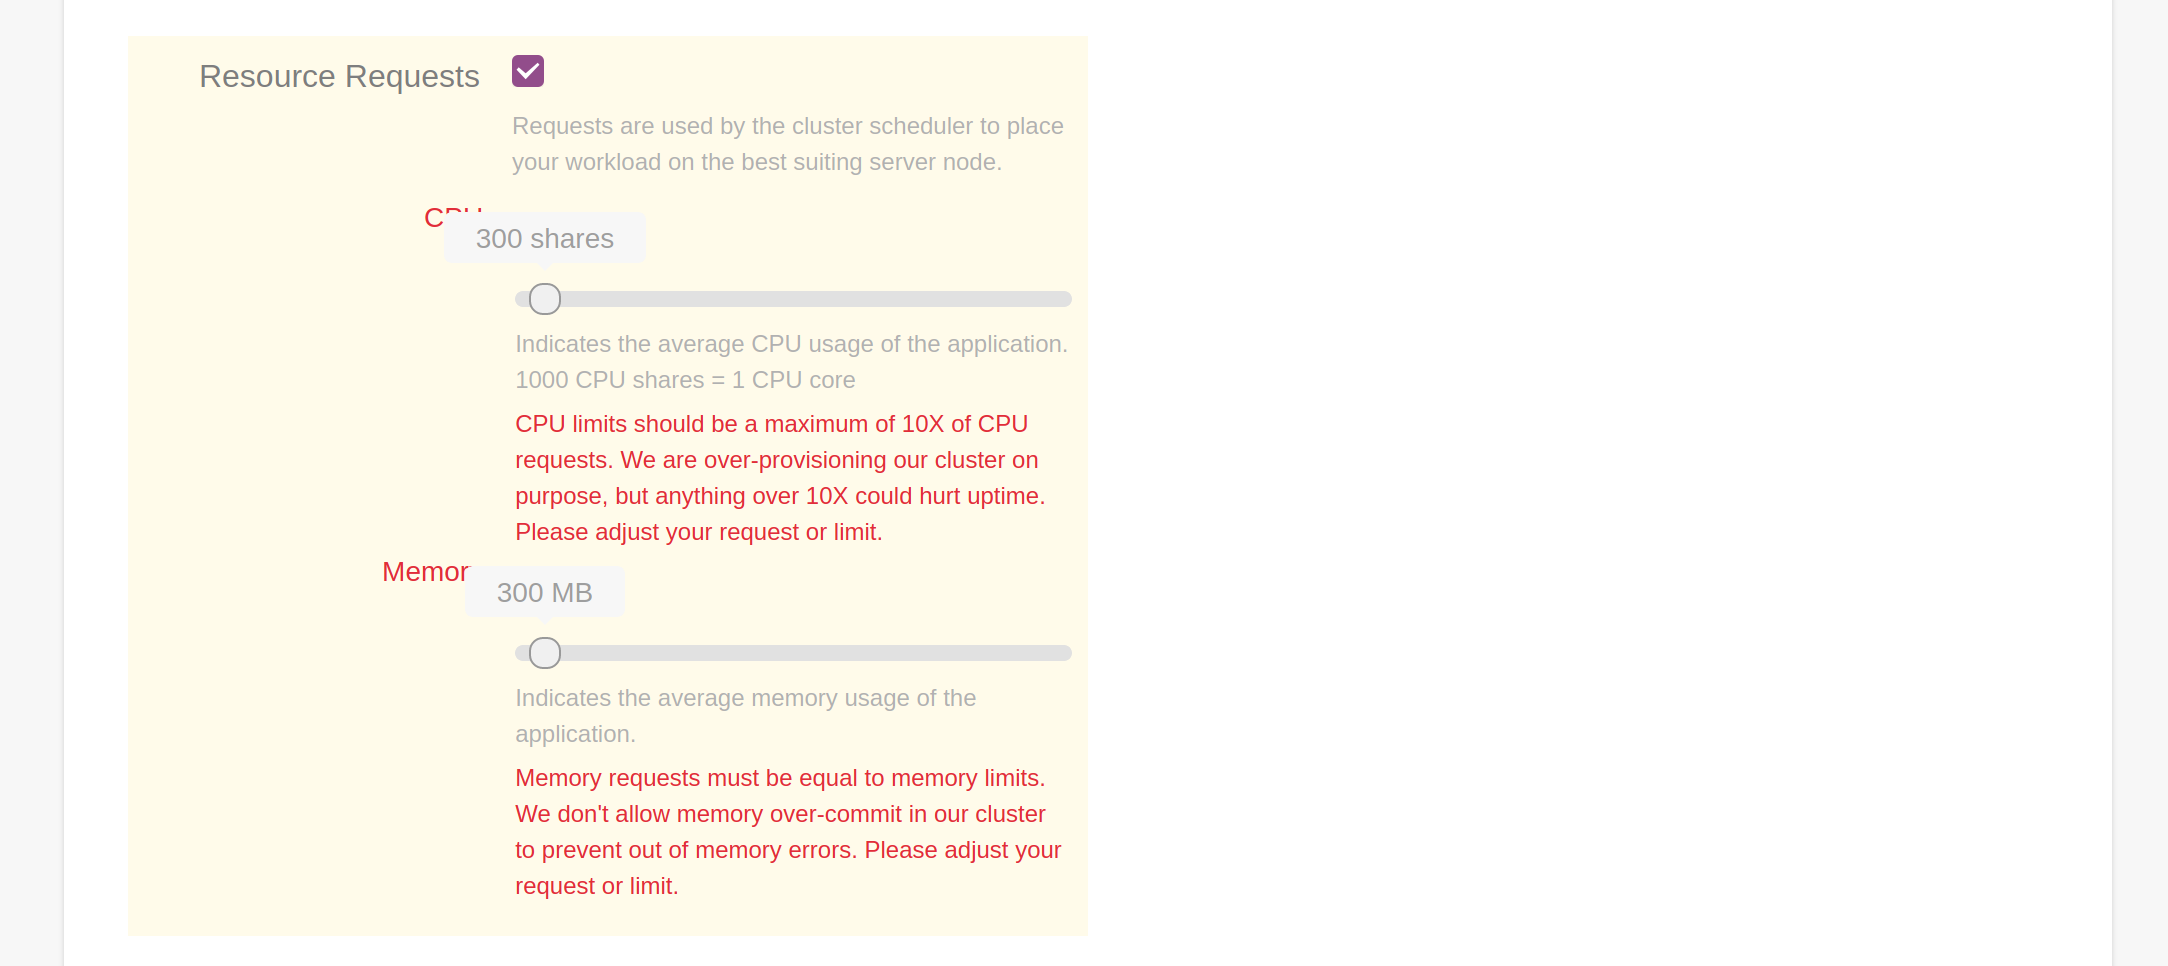 Resource Requests
Requests are used by the cluster scheduler to place
your workload on the best suiting server node.
300 shares
Indicates the average CPU usage of the application.
1000 CPU shares = 1 CPU core
CPU limits should be a maximum of 10X of CPU
requests. We are over-provisioning our cluster on
purpose, but anything over 10X could hurt uptime.
Please adjust your request or limit.
300 MB
Indicates the average memory usage of the
application.
Memory requests must be equal to memory limits.
We don't allow memory over-commit in our cluster
to prevent out of memory errors. Please adjust your
request or limit.